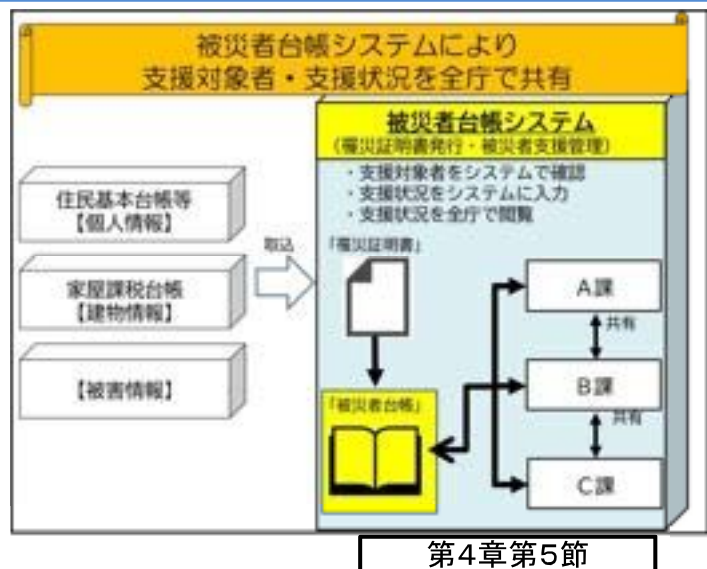 被災者台帳システムにより
支援対象者・支援状況を全庁で共有
被災者台帳システム
(罹災証明書発行・被災者支援管理)
・支援対象者をシステムで確認
・支援状況をシステムに入力
・支援状況を全庁で閲覧
住民基本台帳等
【個人情報】
家屋課税台帳
【建物情報】
【被害情報】
取込
「罹災証明書」
「被災者台帳」
A課
共有
B課
共有
C課
第4章第5節